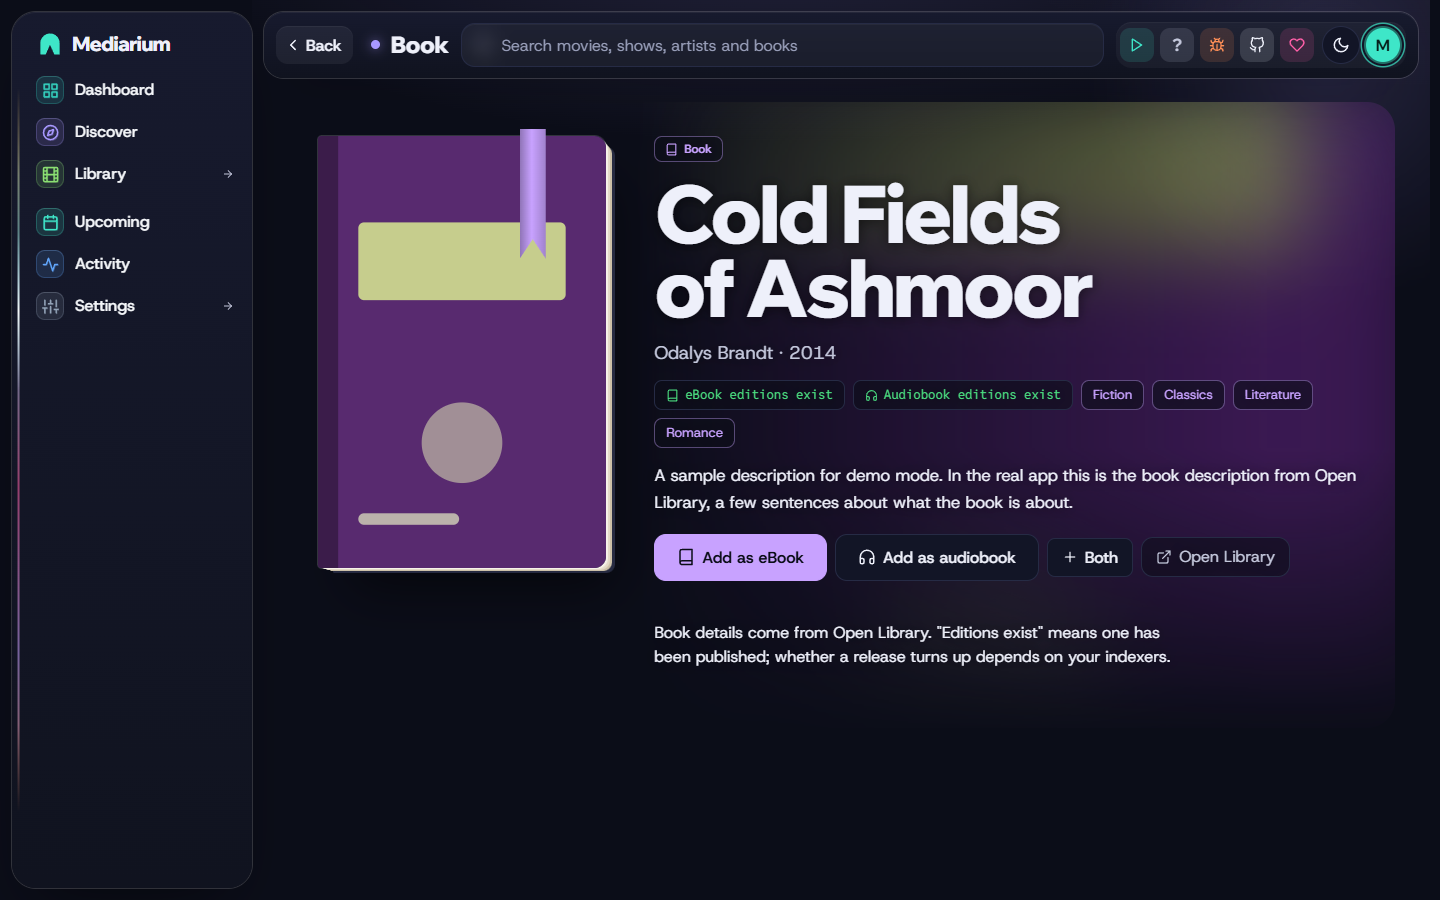 Mediarium
Dashboard
Discover
Library
Upcoming
Activity
Settings
Back
Book
Search movies, shows, artists and books
?
M
Book
Cold Fields
of Ashmoor
Odalys Brandt · 2014
eBook editions exist
Audiobook editions exist
Fiction
Classics
Literature
Romance
A sample description for demo mode. In the real app this is the book description from Open
Library, a few sentences about what the book is about.
Add as eBook
Add as audiobook
Both
Open Library
Book details come from Open Library. "Editions exist" means one has
been published; whether a release turns up depends on your indexers.